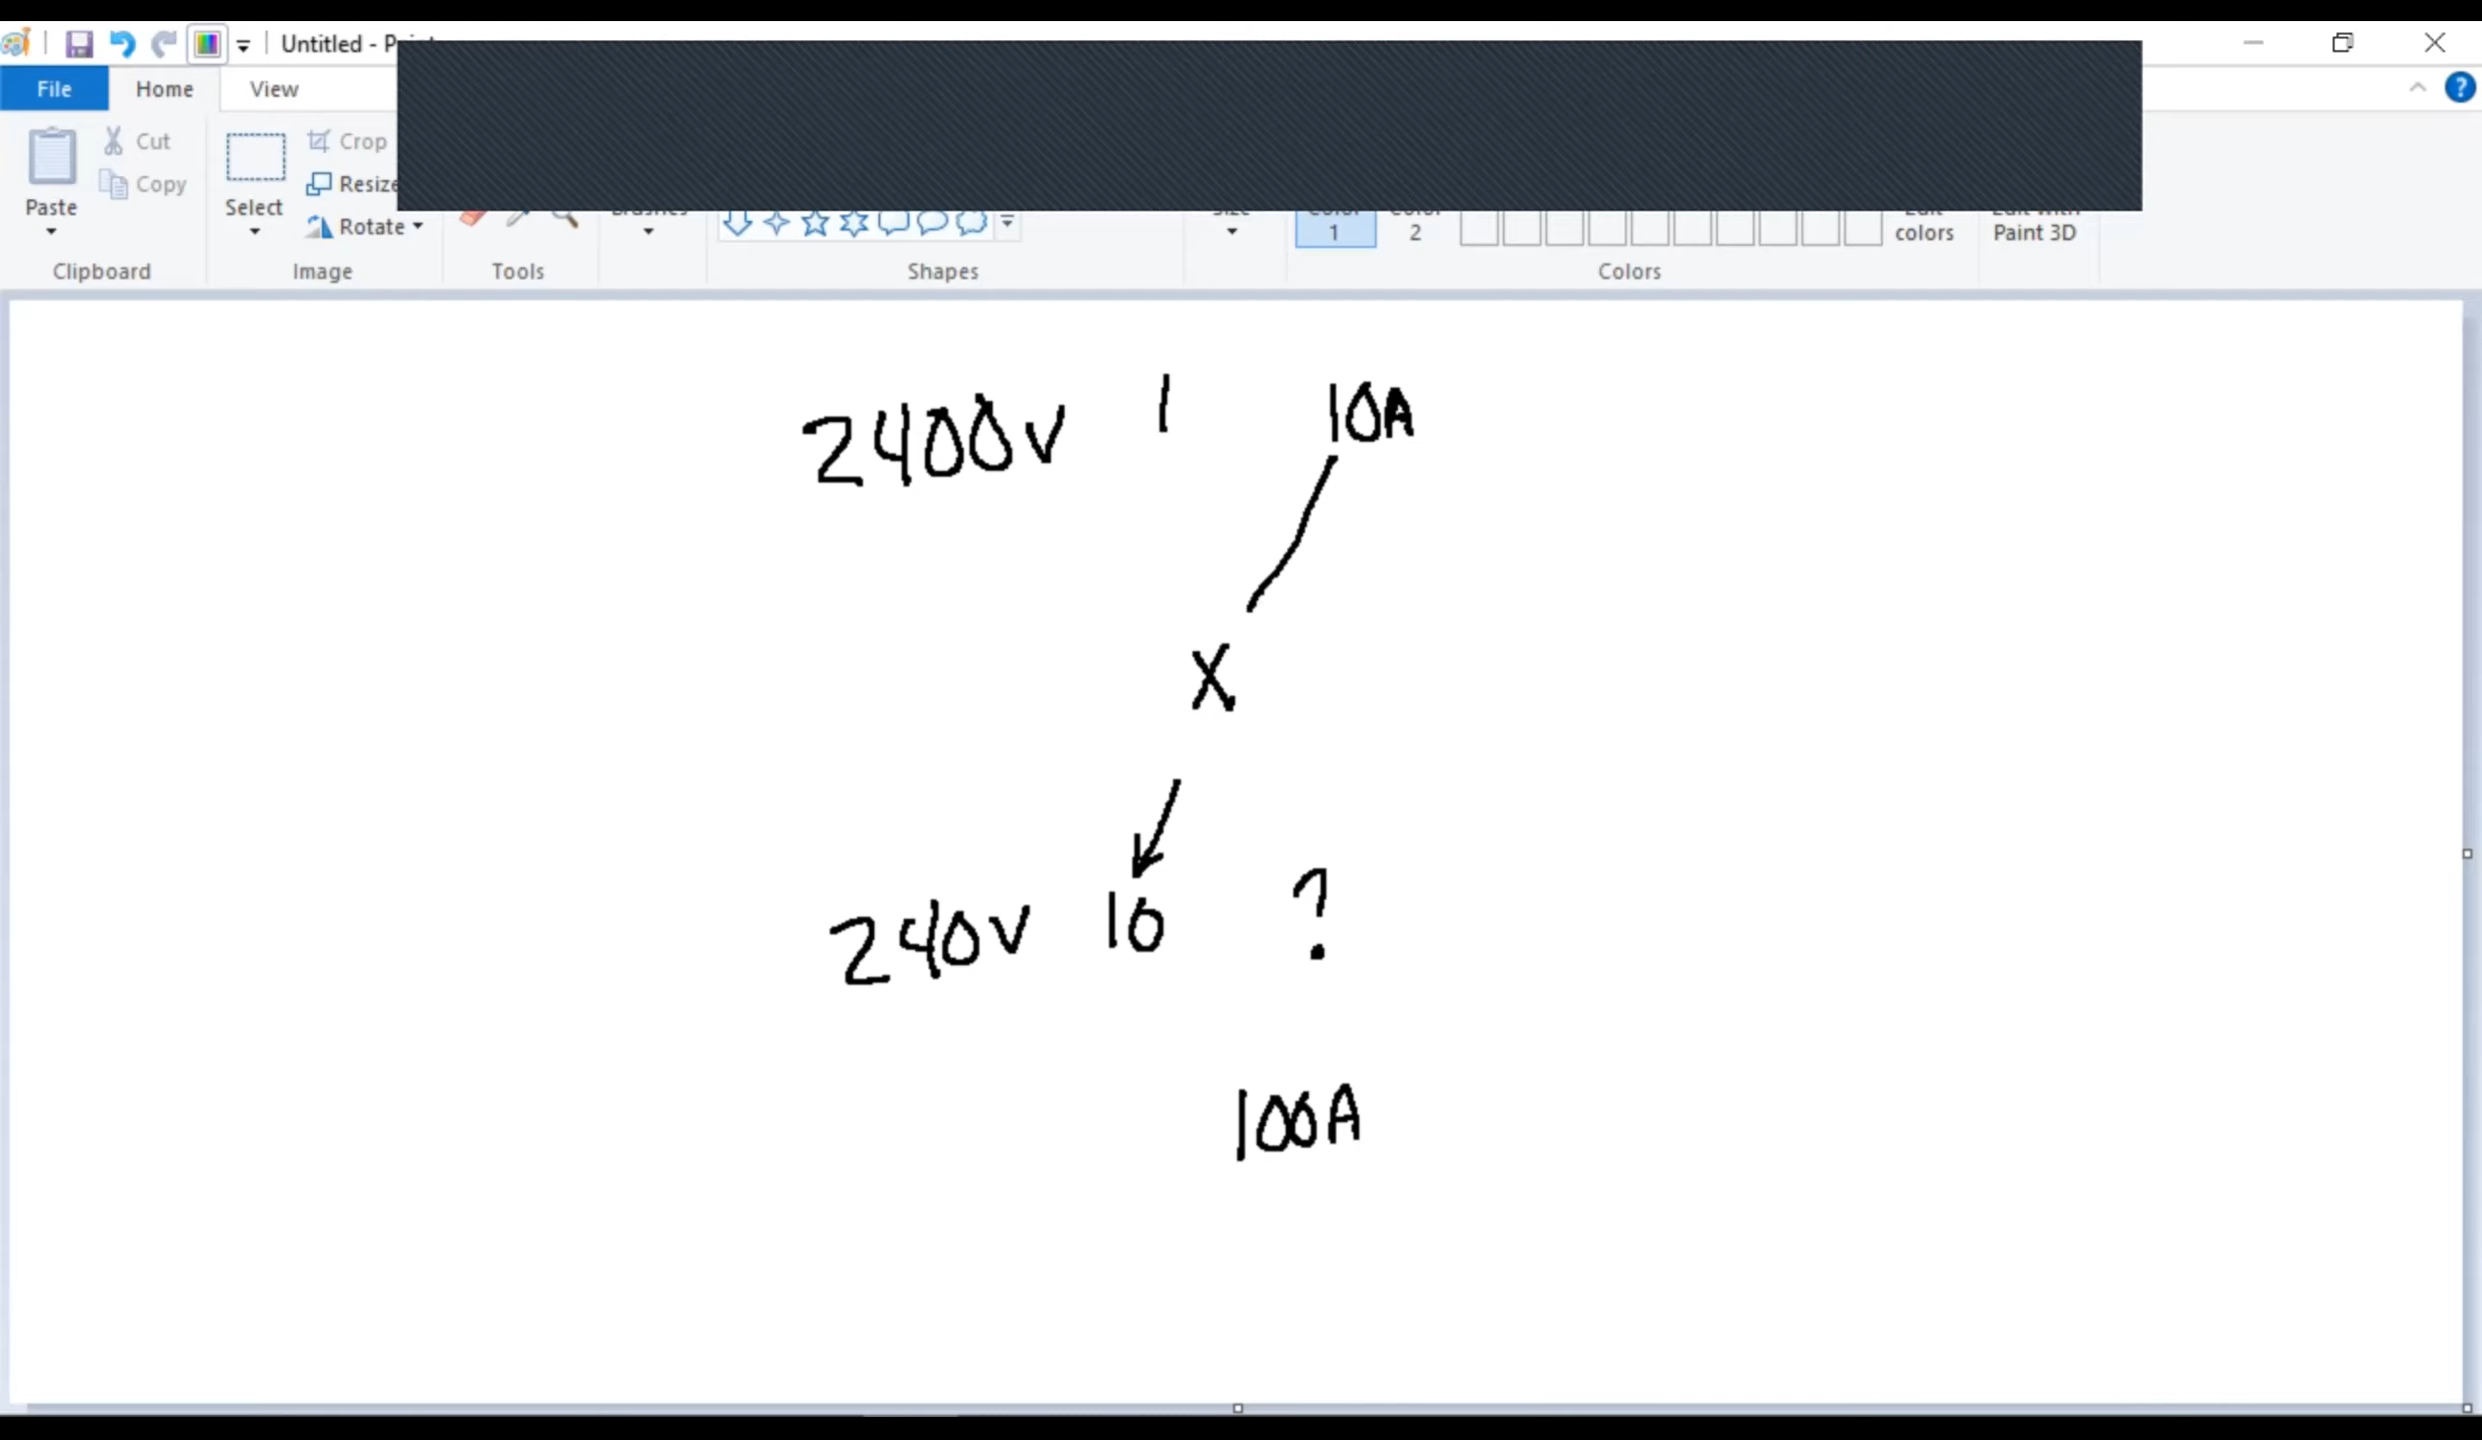 Untitled -
File Home View
Cut
Copy
Paste
Crop
Resize
Rotate
Select
1
2
colors
Paint 3D
Clipboard
Image
Tools
Shapes
Colors
2400V 1 10A
X
240V 10 ?
100A